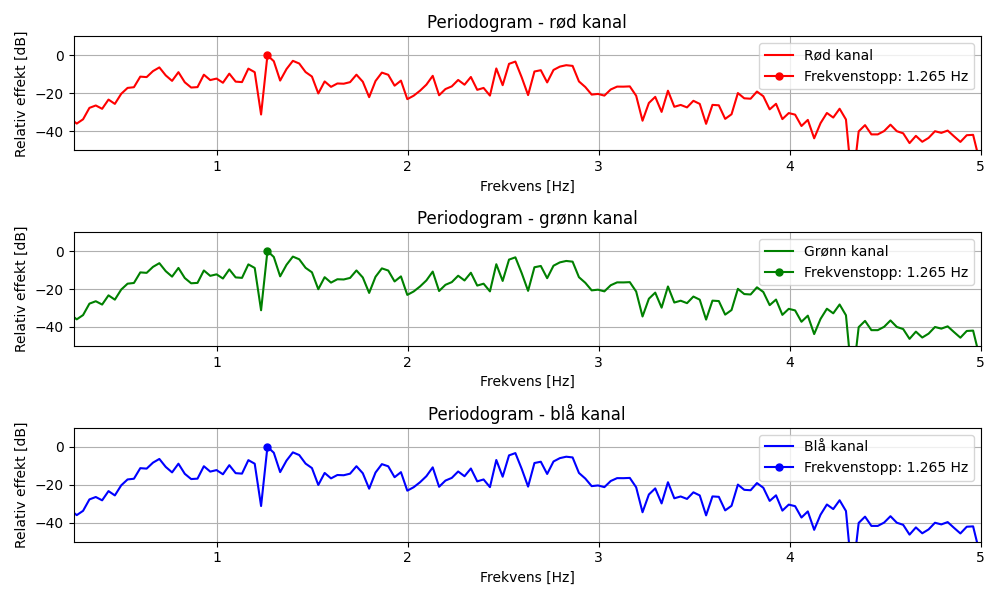 Periodogram - rød kanal
Relativ effekt [dB]
0
−20
−40
Rød kanal
Frekvenstopp: 1.265 Hz
1 2 3 4 5
Frekvens [Hz]
Periodogram - grønn kanal
Relativ effekt [dB]
0
−20
−40
Grønn kanal
Frekvenstopp: 1.265 Hz
1 2 3 4 5
Frekvens [Hz]
Periodogram - blå kanal
Relativ effekt [dB]
0
−20
−40
Blå kanal
Frekvenstopp: 1.265 Hz
1 2 3 4 5
Frekvens [Hz]